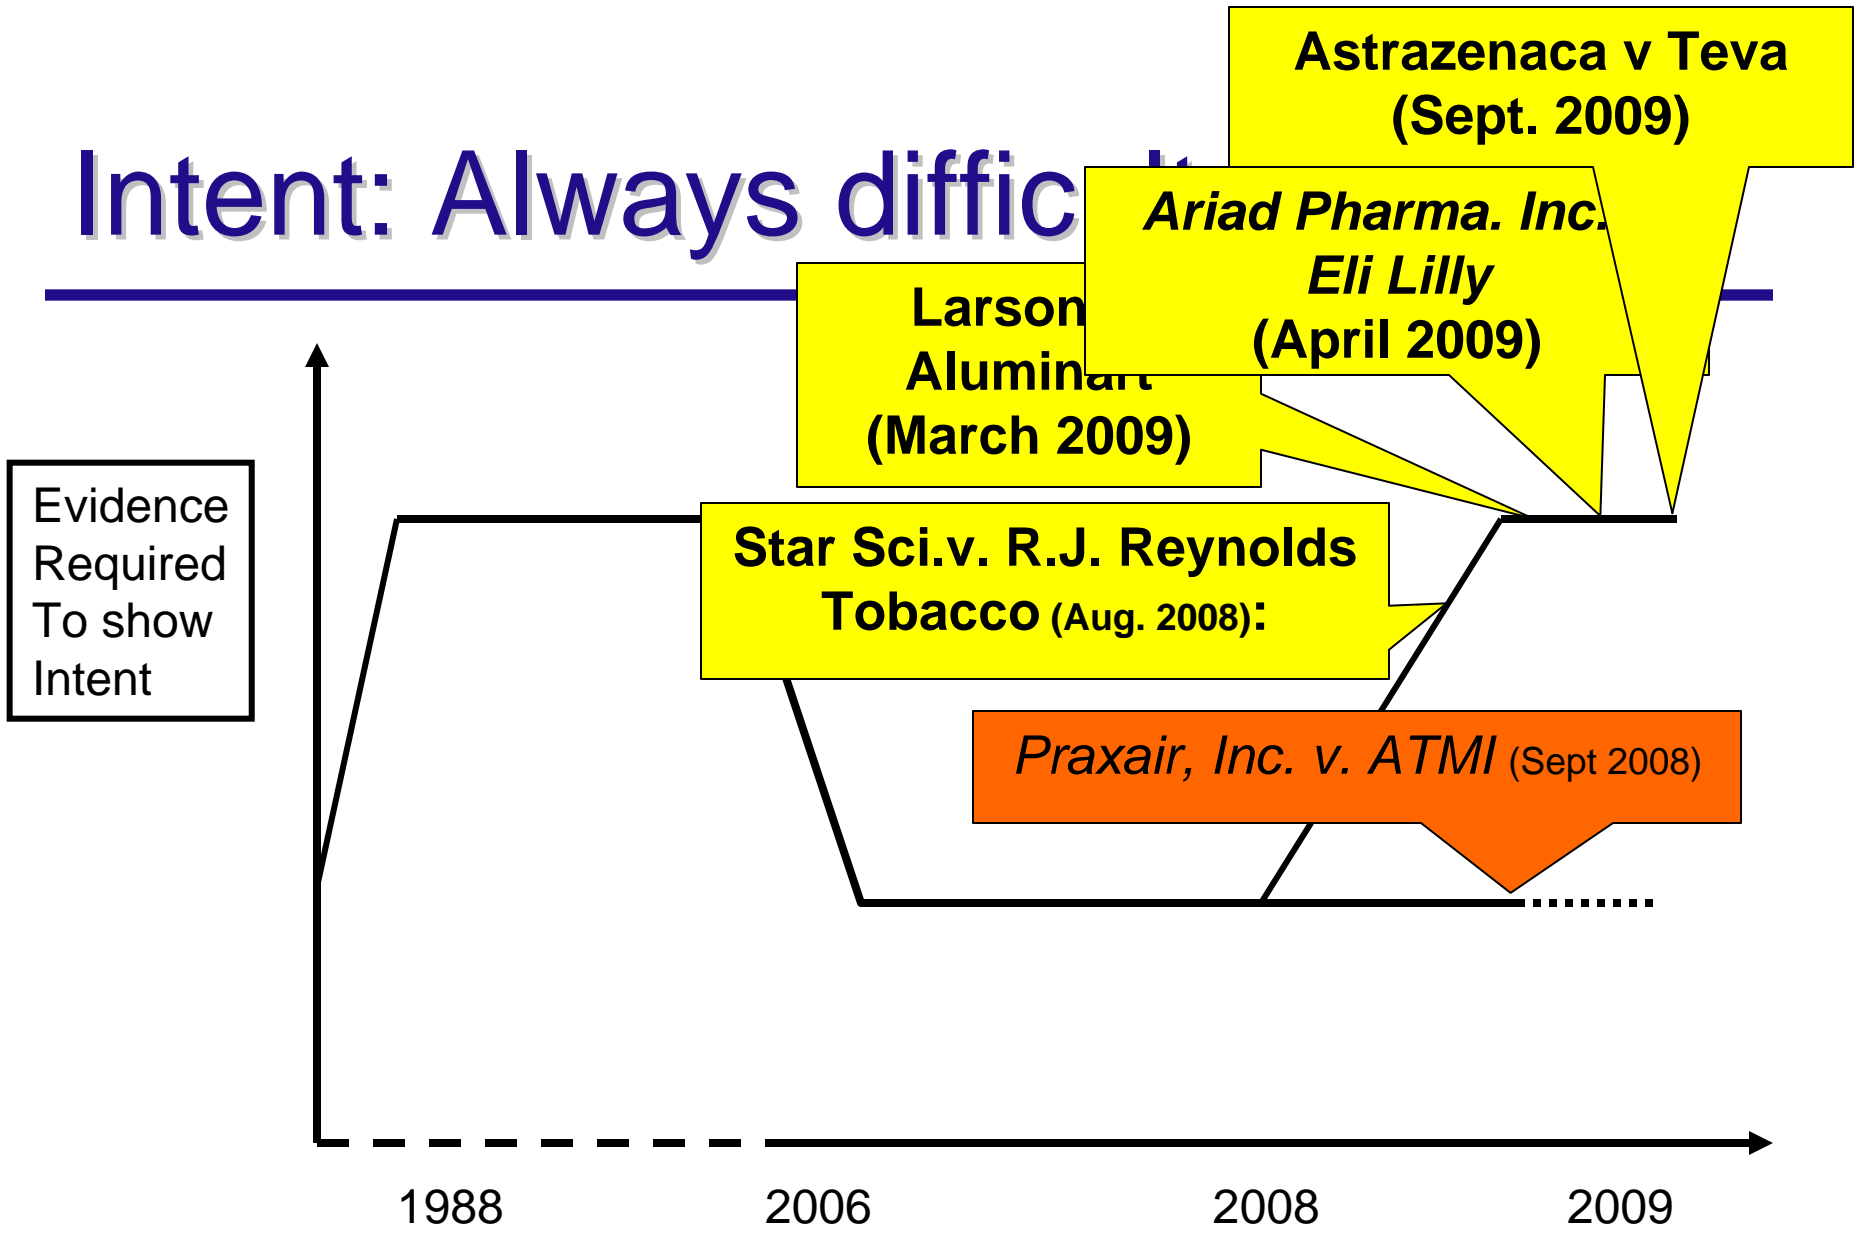 Astrazenaca v Teva
(Sept. 2009)
Intent: Always
Ariad Pharma. Inc.
Eli Lilly
(April 2009)
Larson
Aluminart
(March 2009)
Evidence
Required
To show
Intent
Star Sci.v. R.J. Reynolds
Tobacco (Aug. 2008):
Praxair, Inc. v. ATMI (Sept 2008)
1988 2006 2008 2009